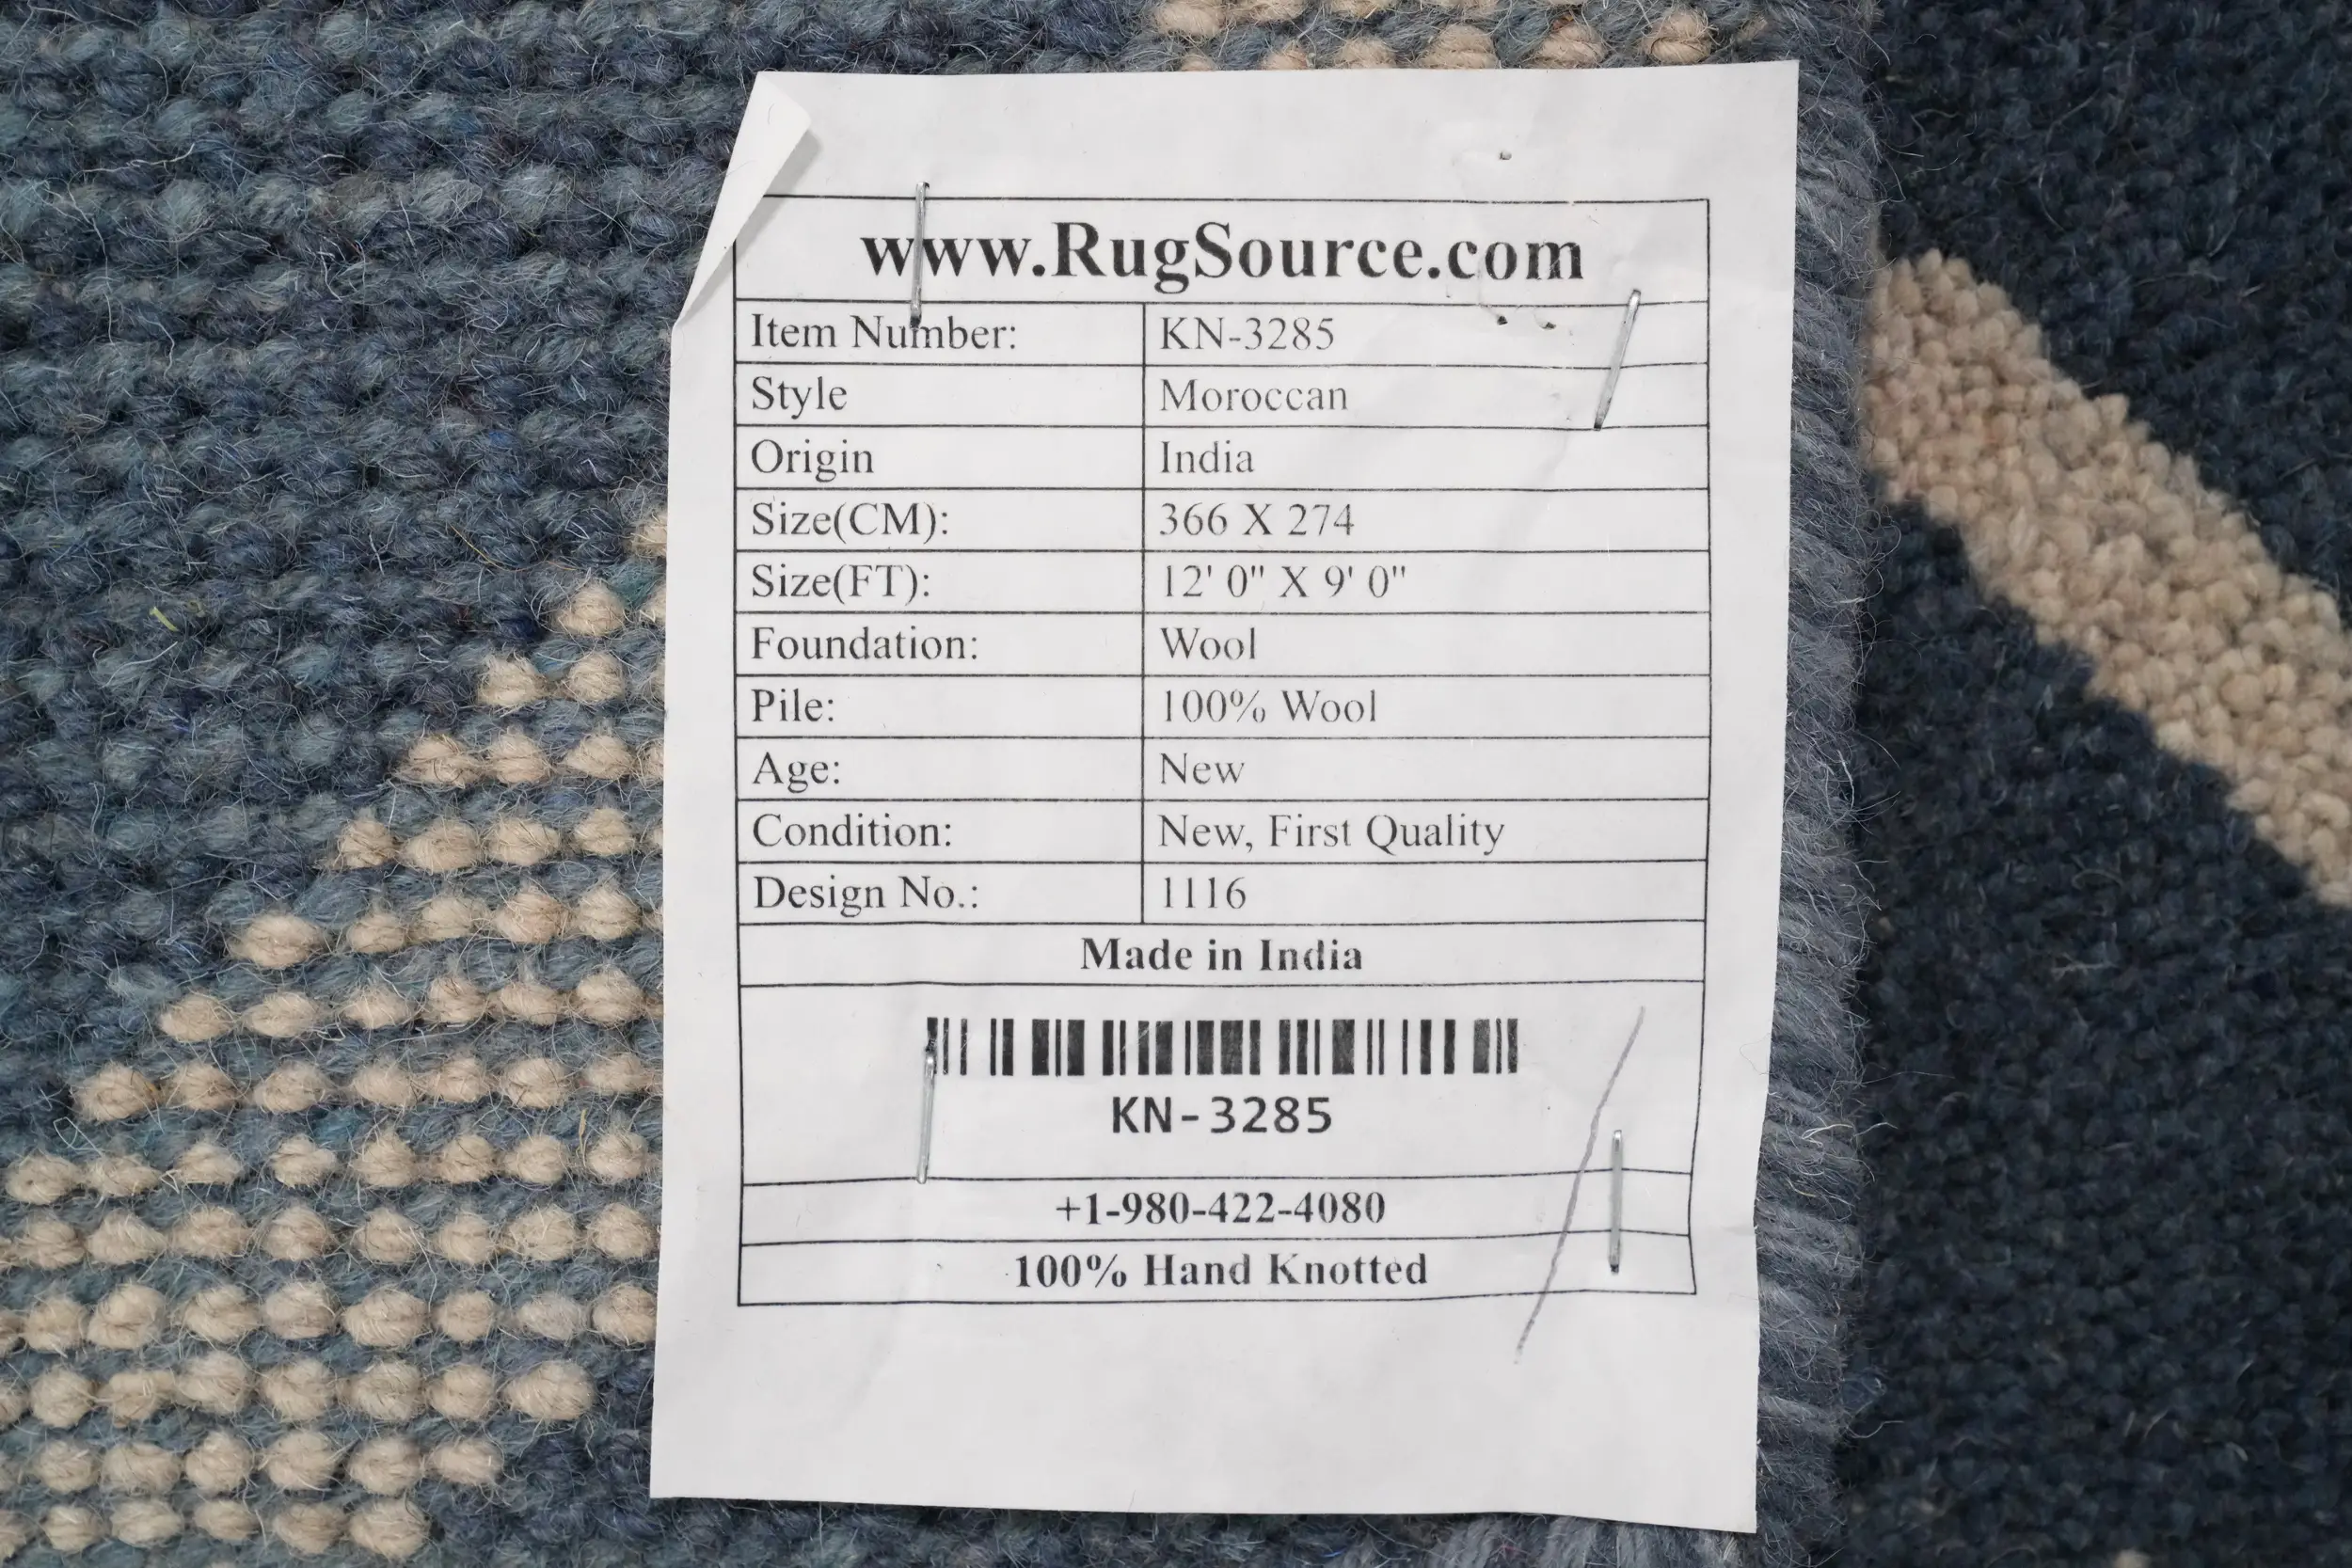 www.RugSource.com
Item Number: KN-3285
Style Moroccan
Origin India
Size(CM): 366 X 274
Size(FT): 12' 0" X 9' 0"
Foundation: Wool
Pile: 100% Wool
Age: New
Condition: New, First Quality
Design No.: 1116
Made in India
KN-3285
+1-980-422-4080
100% Hand Knotted